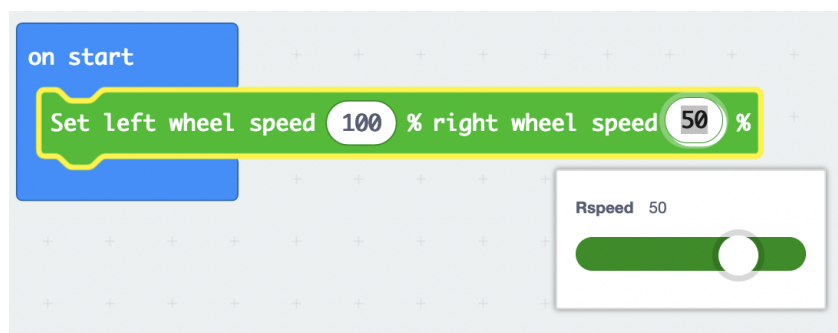 on start
Set left wheel speed 100 % right wheel speed 50 %
Rspeed 50